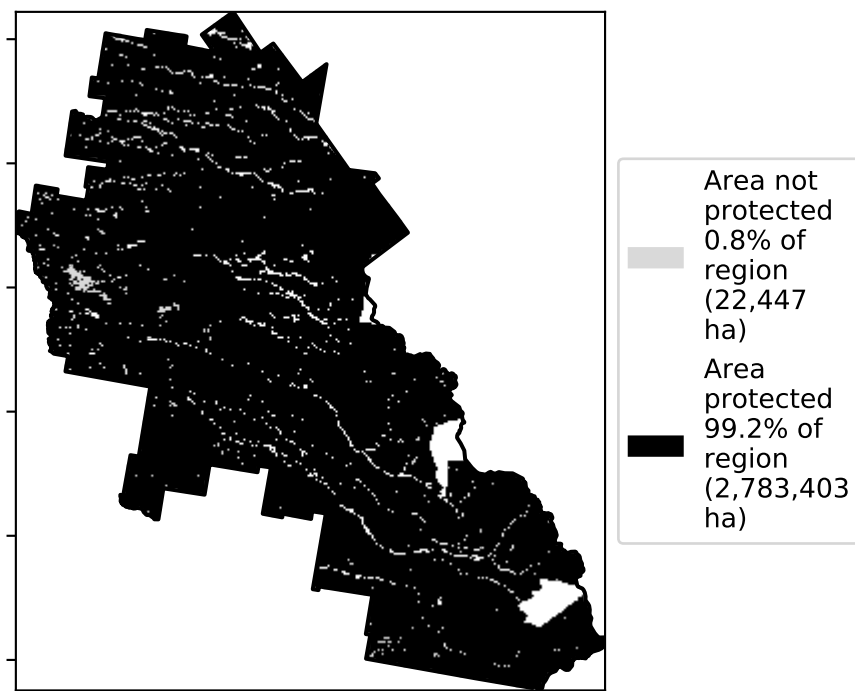 Area not
protected
0.8% of
region
(22,447
ha)
Area
protected
99.2% of
region
(2,783,403
ha)